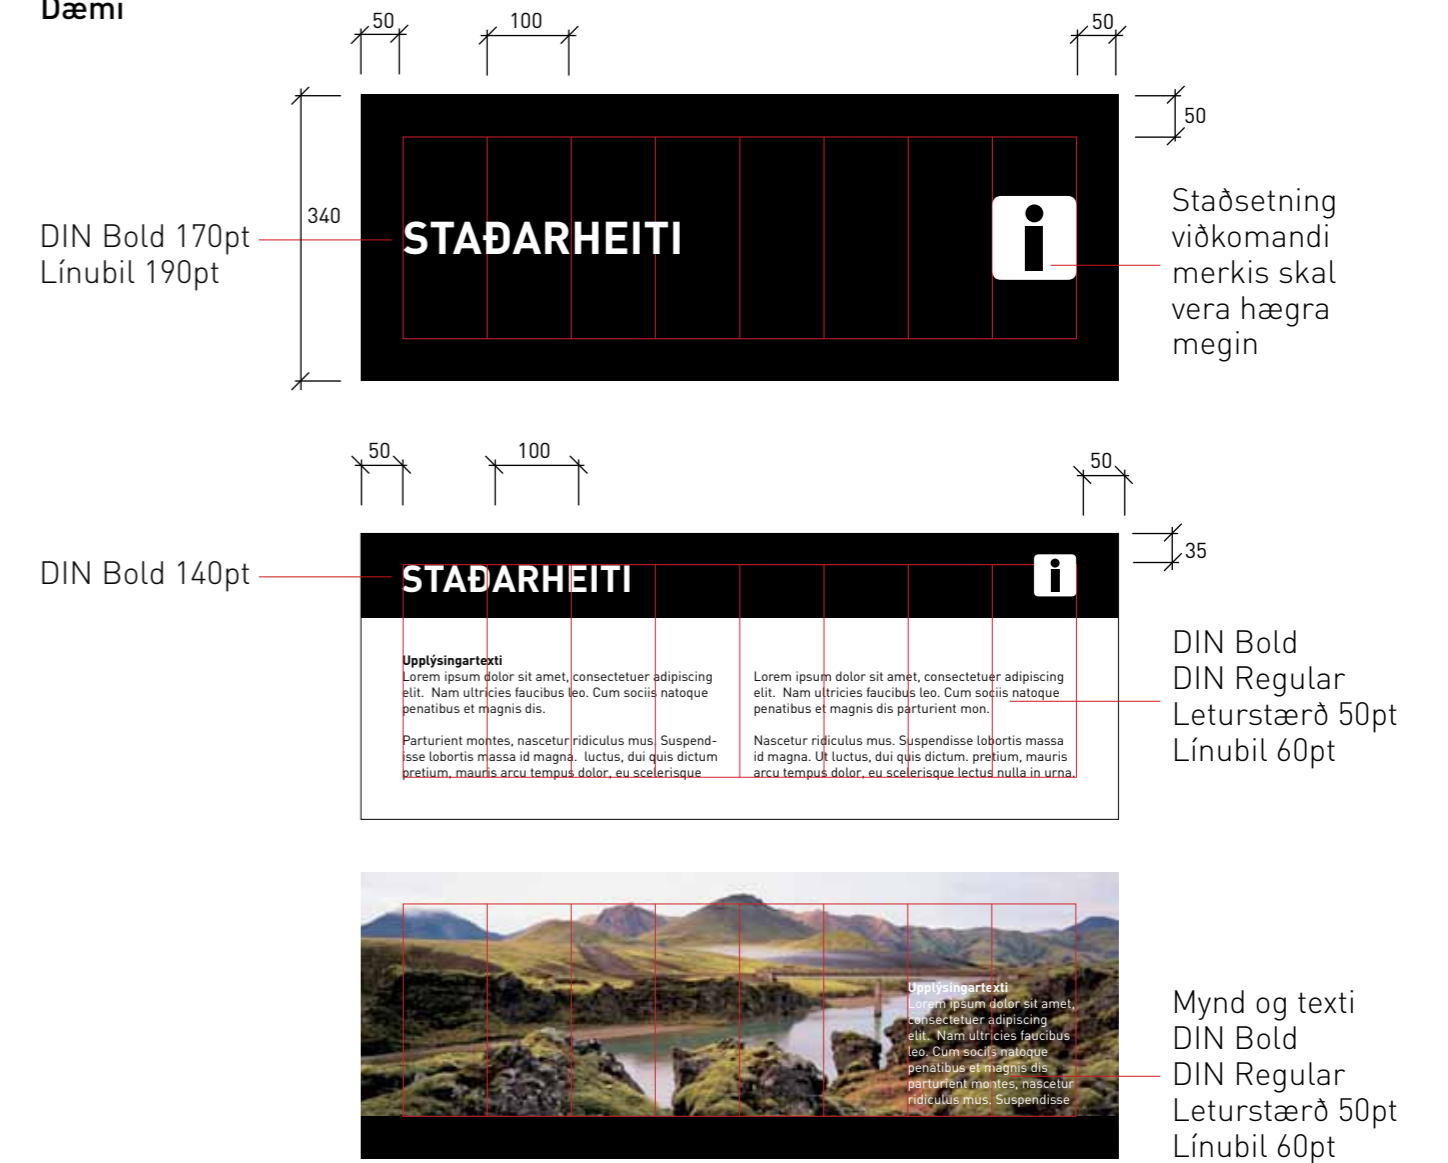 Dæmi
50
100
50
50
340
DIN Bold 170pt
Línubil 190pt
STAÐARHEITI
i
Staðsetning
viðkomandi
merkis skal
vera hægra
megin
50
100
50
35
DIN Bold 140pt
STAÐARHEITI
i
Upplýsingartexti
Lorem ipsum dolor sit amet, consectetuer adipiscing
elit. Nam ultricies faucibus leo. Cum sociis natoque
penatibus et magnis dis.
Parturient montes, nascetur ridiculus mus. Suspend-
isse lobortis massa id magna. luctus, dui quis dictum
pretium, mauris arcu tempus dolor, eu scelerisque
Lorem ipsum dolor sit amet, consectetuer adipiscing
elit. Nam ultricies faucibus leo. Cum sociis natoque
penatibus et magnis dis parturient mon.
Nascetur ridiculus mus. Suspendisse lobortis massa
id magna. Ut luctus, dui quis dictum. pretium, mauris
arcu tempus dolor, eu scelerisque lectus nulla in urna.
DIN Bold
DIN Regular
Leturstærð 50pt
Línubil 60pt
Upplýsingartexti
Lorem ipsum dolor sit amet,
consectetuer adipiscing
elit. Nam ultricies faucibus
leo. Cum sociis natoque
penatibus et magnis dis
parturient montes, nascetur
ridiculus mus. Suspendisse
Mynd og texti
DIN Bold
DIN Regular
Leturstærð 50pt
Línubil 60pt